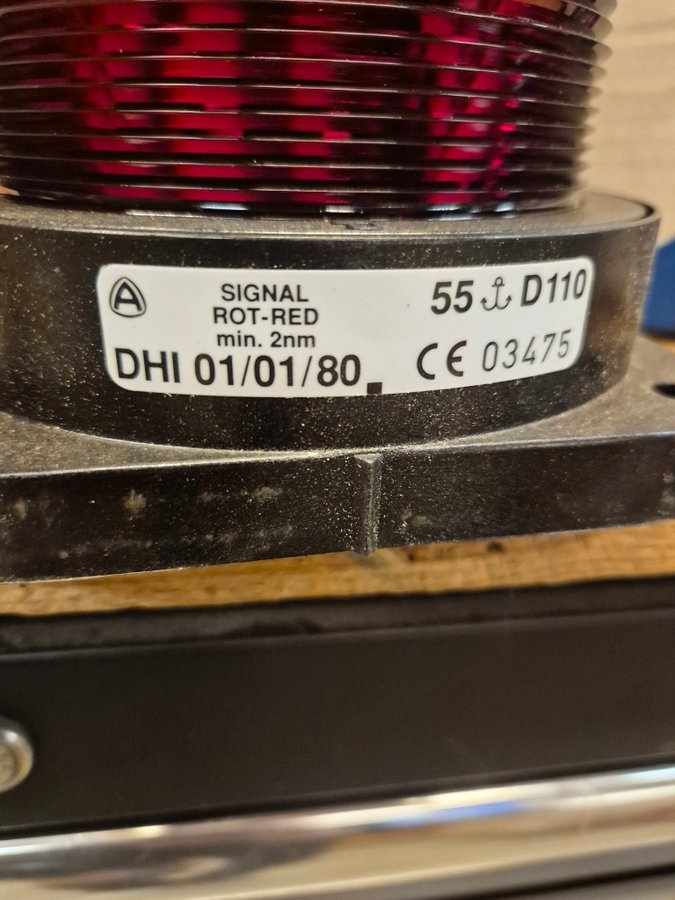 A
SIGNAL
ROT-RED
min. 2nm
DHI 01/01/80
55 ⚓ D110
CE 03475